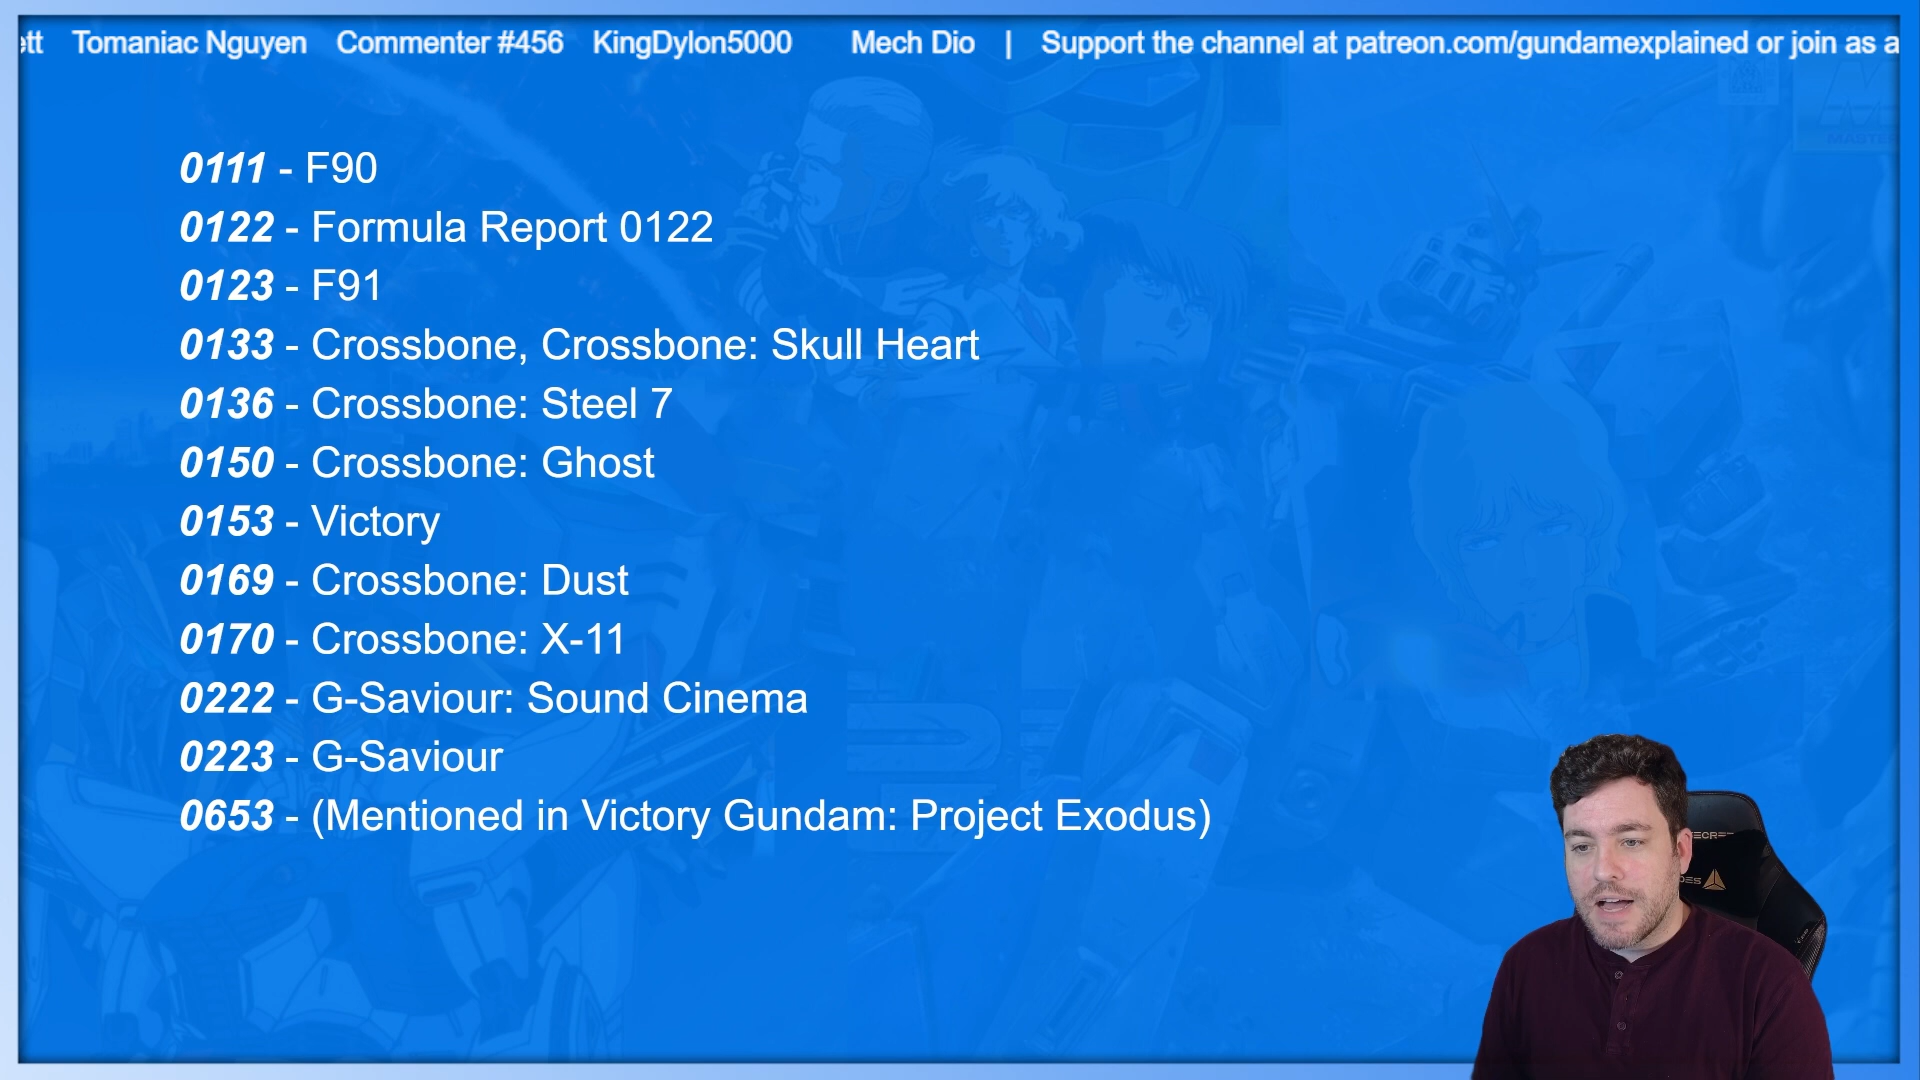 Tomaniac Nguyen Commenter #456 KingDylon5000 Mech Dio | Support the channel at patreon.com/gundamexplained or join as a
0111 - F90
0122 - Formula Report 0122
0123 - F91
0133 - Crossbone, Crossbone: Skull Heart
0136 - Crossbone: Steel 7
0150 - Crossbone: Ghost
0153 - Victory
0169 - Crossbone: Dust
0170 - Crossbone: X-11
0222 - G-Saviour: Sound Cinema
0223 - G-Saviour
0653 - (Mentioned in Victory Gundam: Project Exodus)